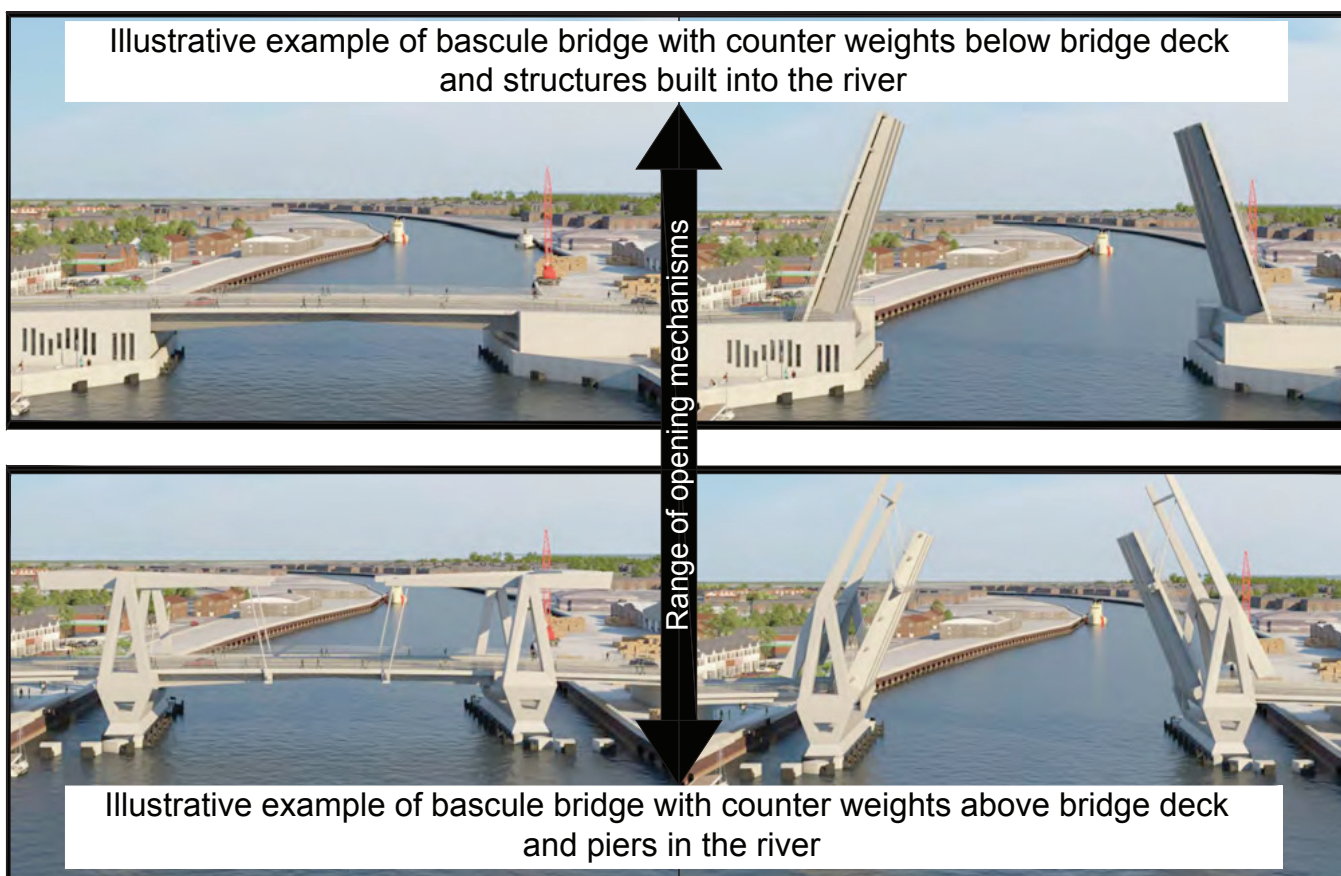 Illustrative example of bascule bridge with counter weights below bridge deck
and structures built into the river
Range of opening mechanisms
Illustrative example of bascule bridge with counter weights above bridge deck
and piers in the river